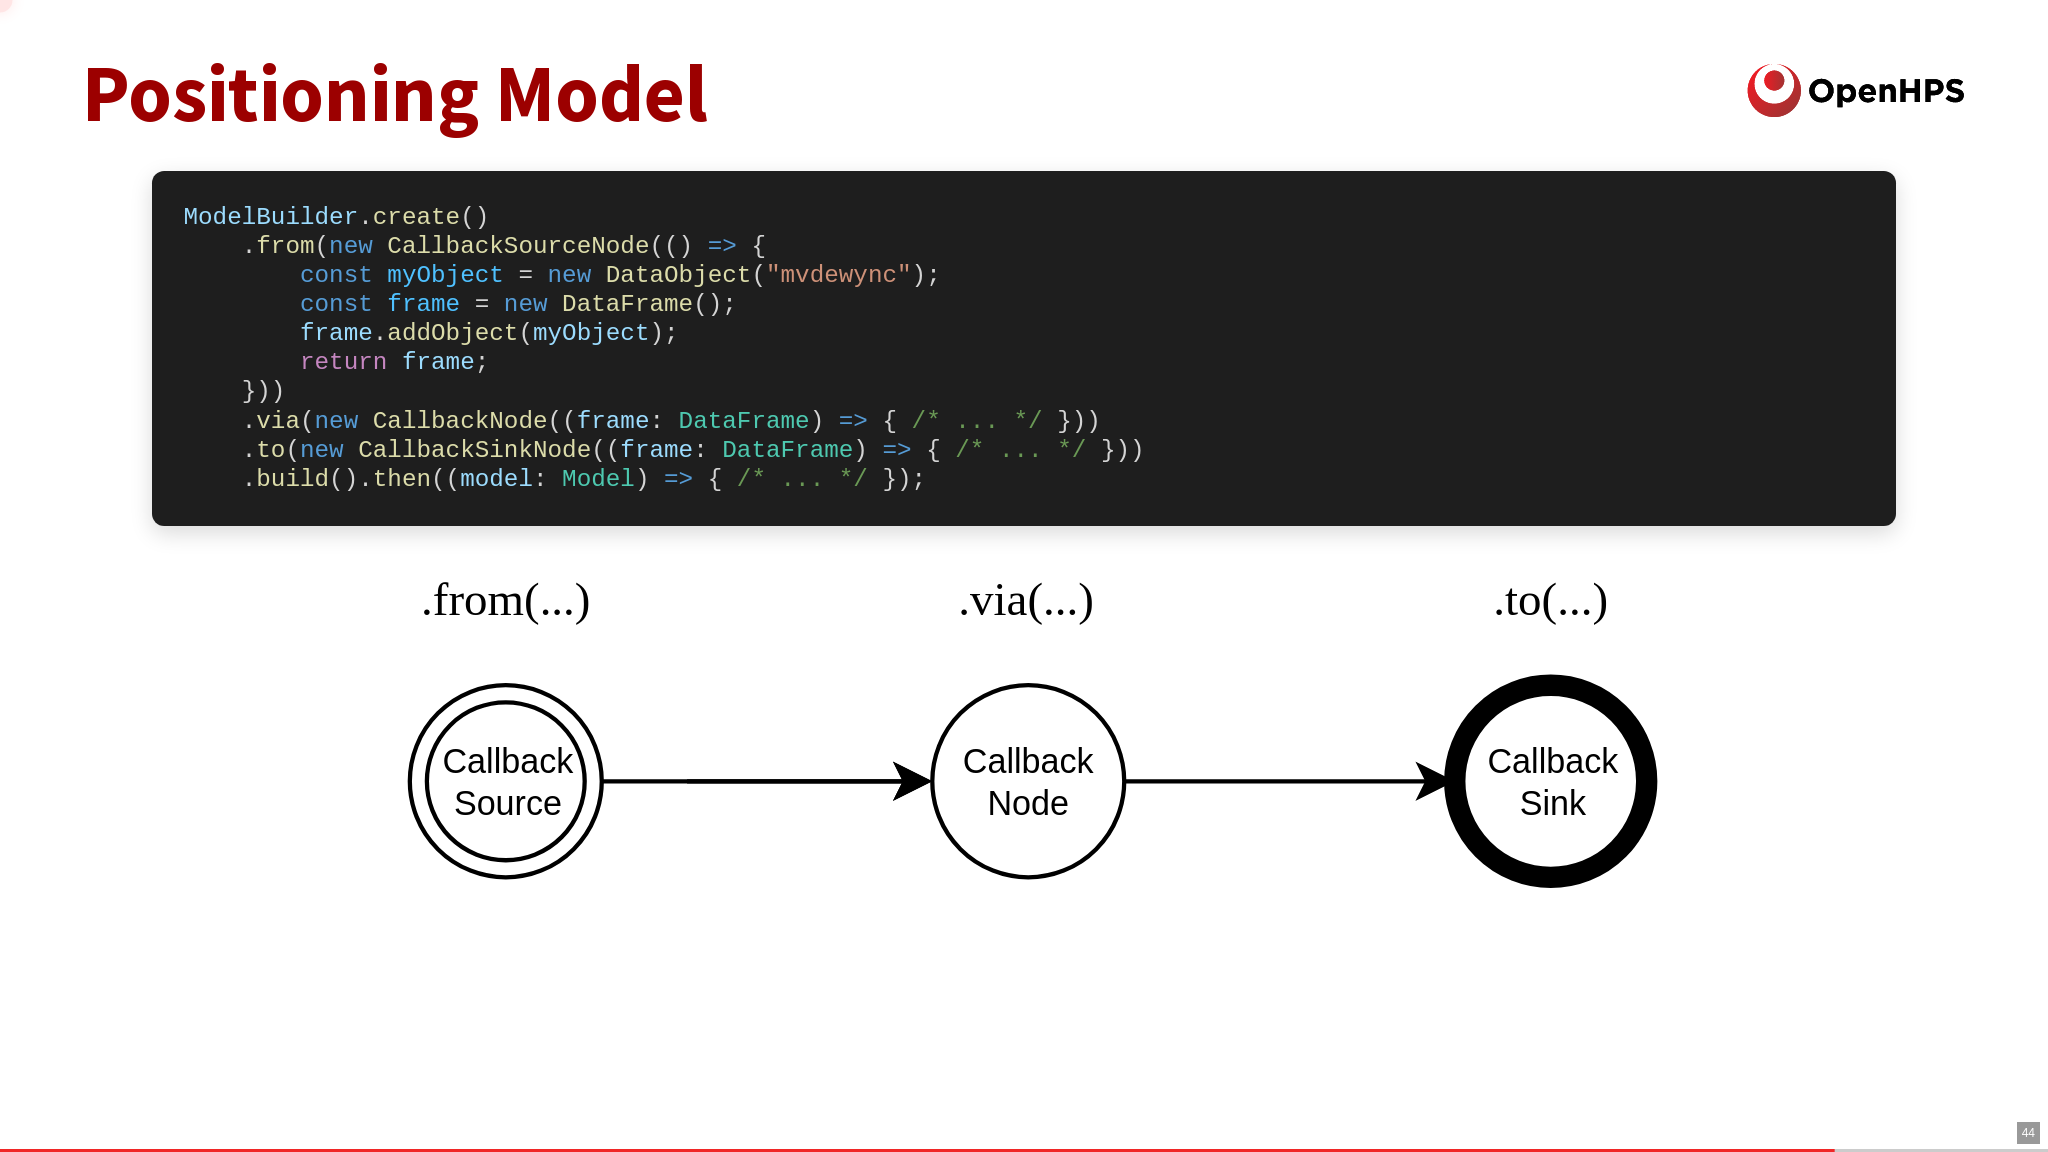 Positioning Model
OpenHPS
ModelBuilder.create()
    .from(new CallbackSourceNode(() => {
        const myObject = new DataObject("mvdewync");
        const frame = new DataFrame();
        frame.addObject(myObject);
        return frame;
    }))
    .via(new CallbackNode((frame: DataFrame) => { /* ... */ }))
    .to(new CallbackSinkNode((frame: DataFrame) => { /* ... */ }))
    .build().then((model: Model) => { /* ... */ });
.from(...)
.via(...)
.to(...)
Callback
Source
Callback
Node
Callback
Sink
44